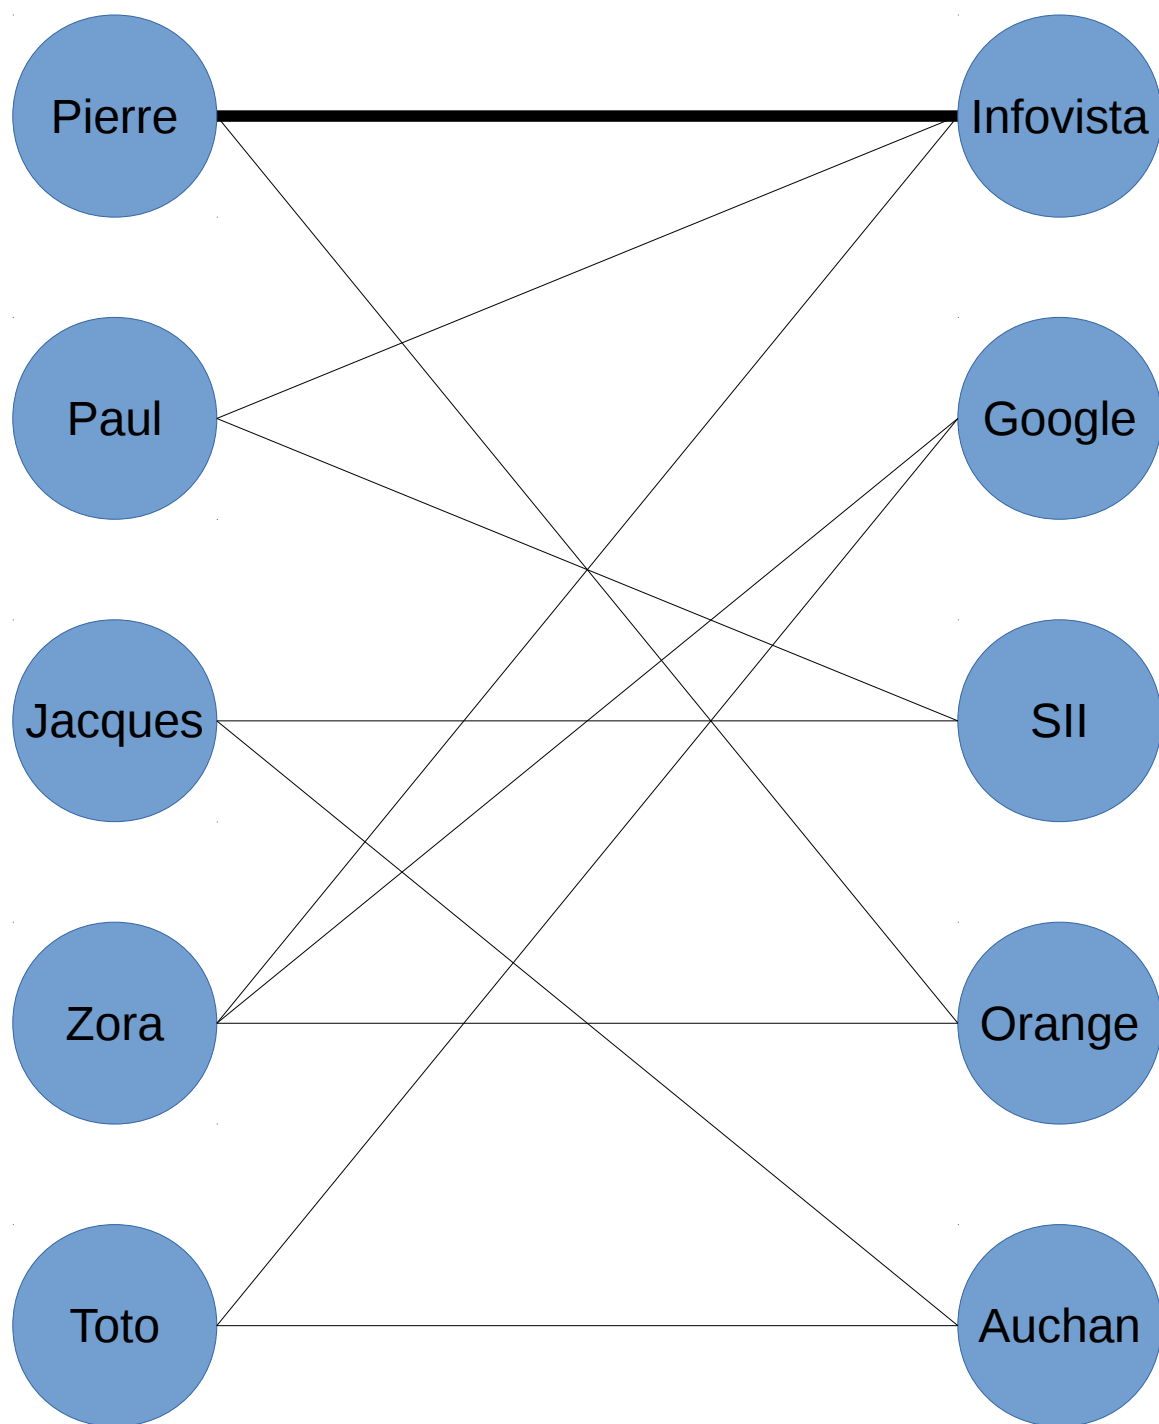 Pierre
Infovista
Paul
Google
Jacques
SII
Zora
Orange
Toto
Auchan